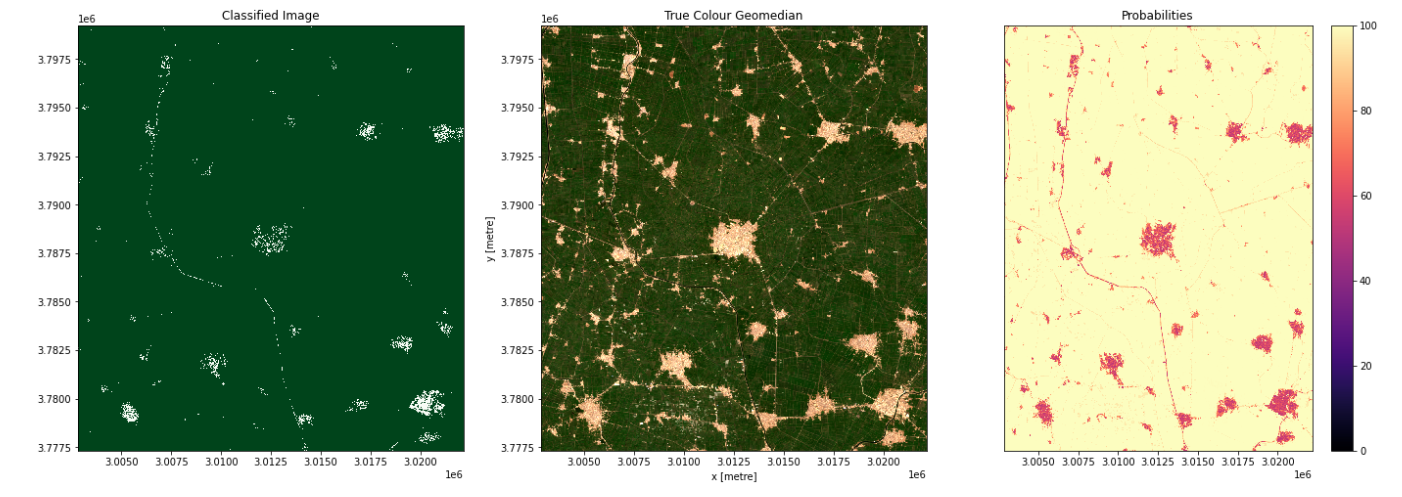 Classified Image
1e6
3.7975
3.7950
3.7925
3.7900
3.7875
3.7850
3.7825
3.7800
3.7775
3.0050 3.0075 3.0100 3.0125 3.0150 3.0175 3.0200
1e6
True Colour Geomedian
1e6
3.7975
3.7950
3.7925
3.7900
3.7875
3.7850
3.7825
3.7800
3.7775
y [metre]
3.0050 3.0075 3.0100 3.0125 3.0150 3.0175 3.0200
x [metre]
1e6
Probabilities
3.0050 3.0075 3.0100 3.0125 3.0150 3.0175 3.0200
1e6
100
80
60
40
20
0